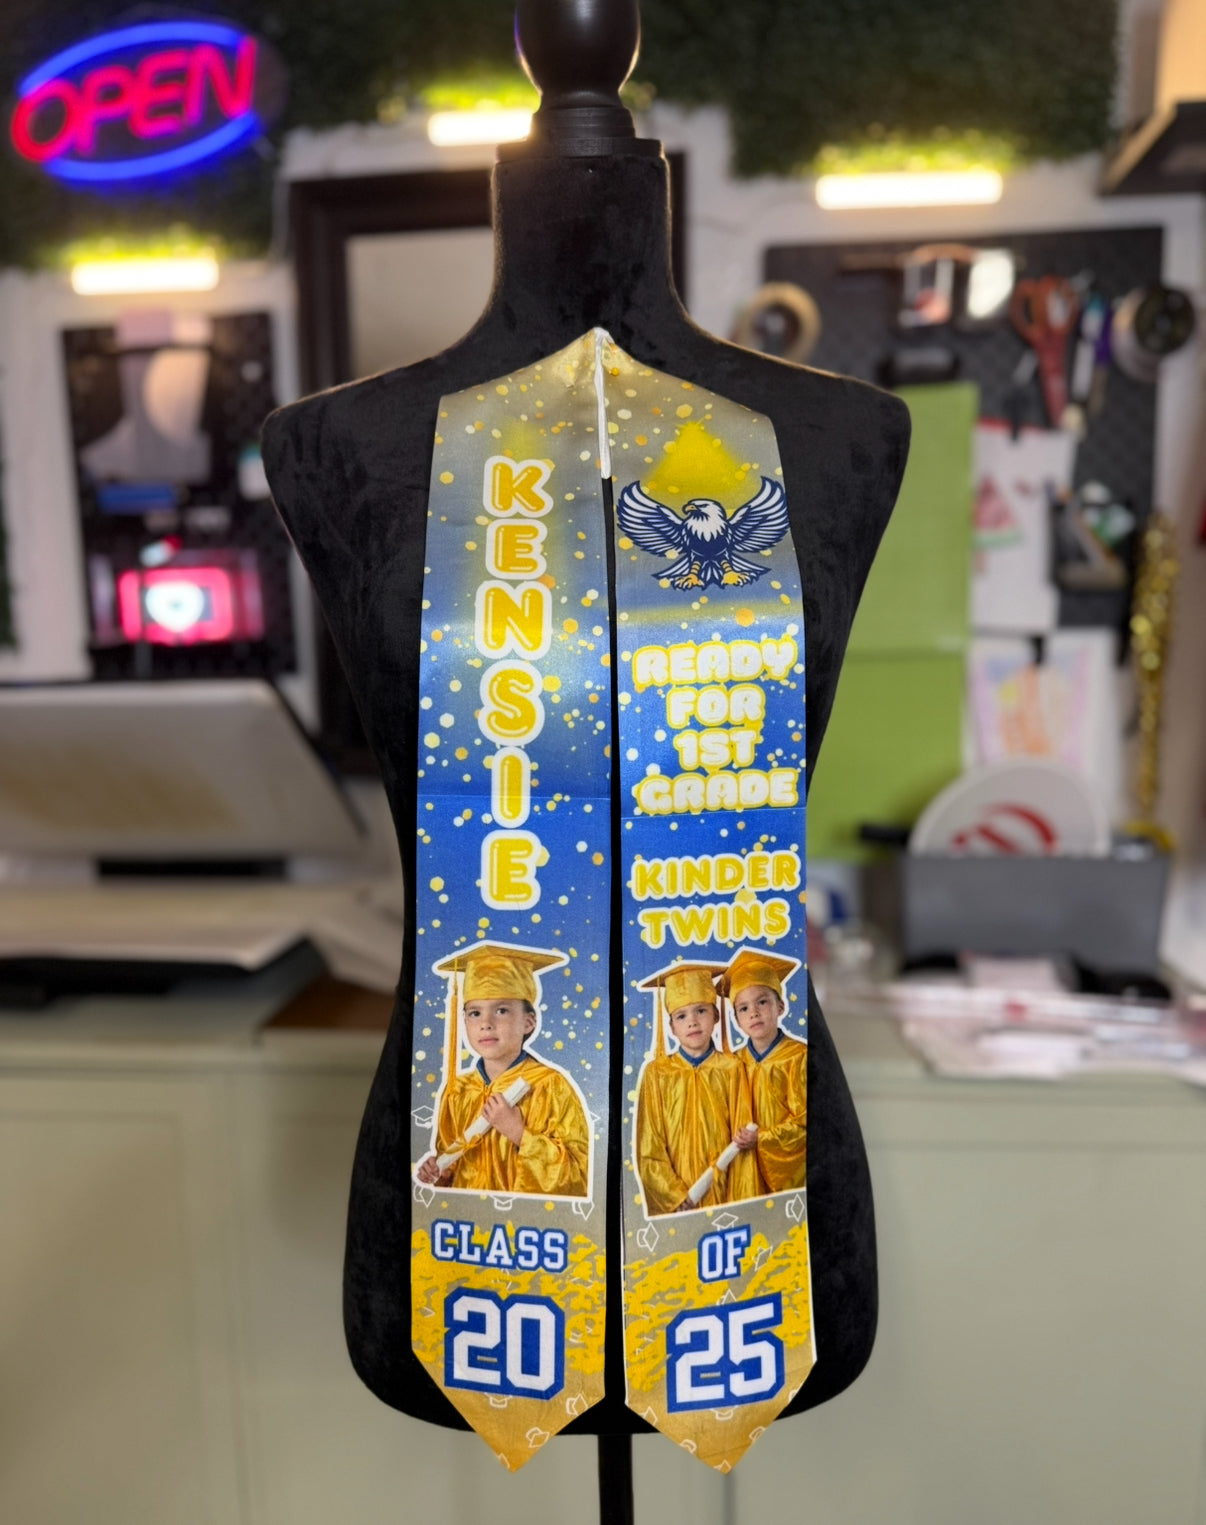 OPEN
KENSIE
READY
FOR
1ST
GRADE
KINDER
TWINS
CLASS
OF
20
25